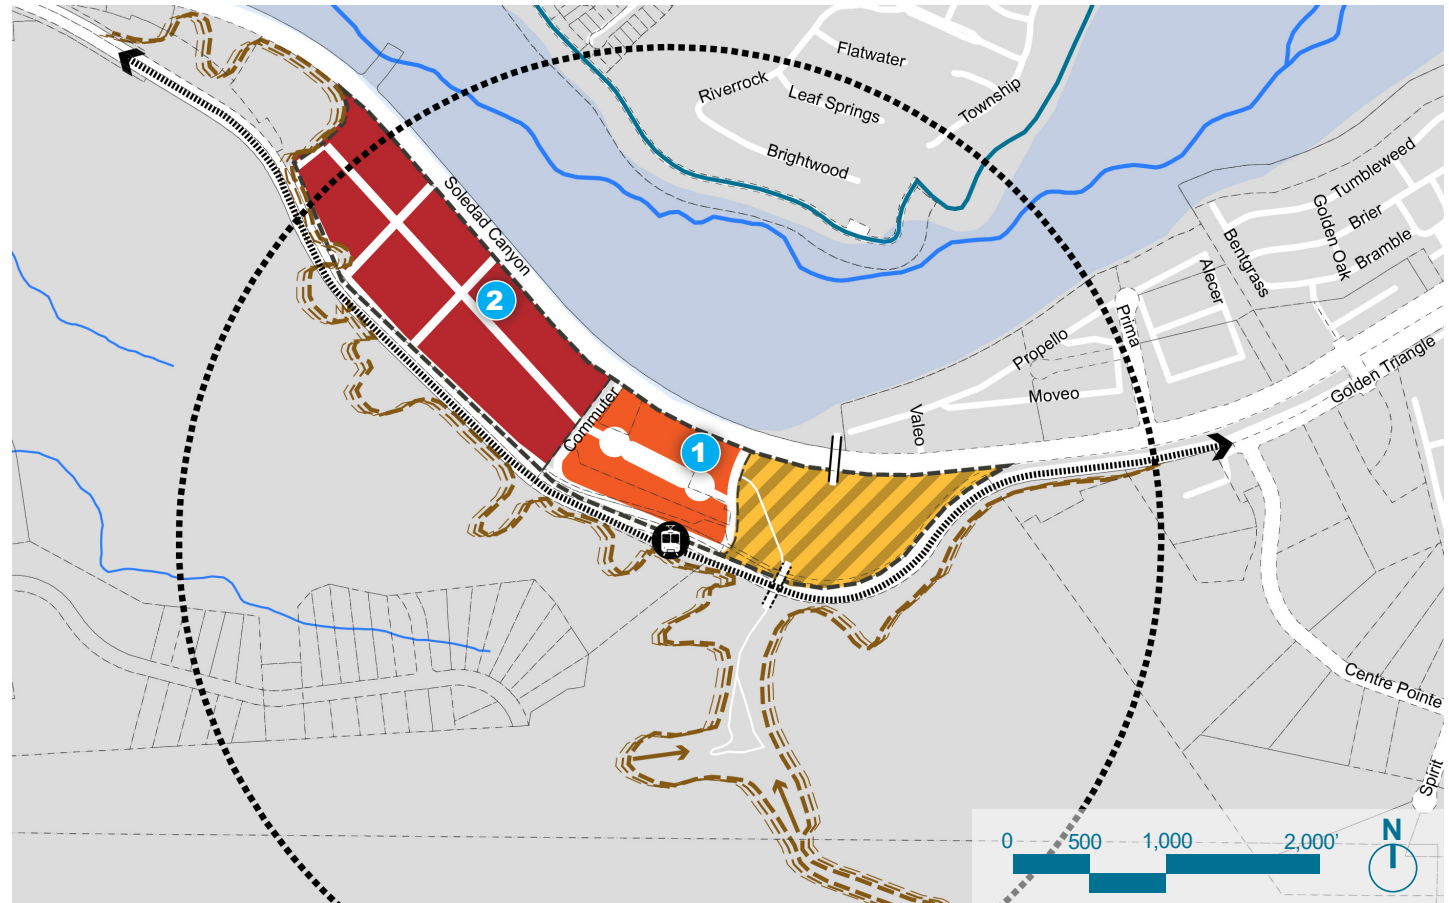 Flatwater
Riverrock
Leaf Springs
Township
Brightwood
Tumbleweed
Golden Oak
Brier
Bramble
Bentgrass
Alecer
Soledad Canyon
2
Prima
Propello
Golden Triangle
Moveo
Commuter
Valeo
1
Centre Pointe
Spirit
0 500 1,000 2,000’
N